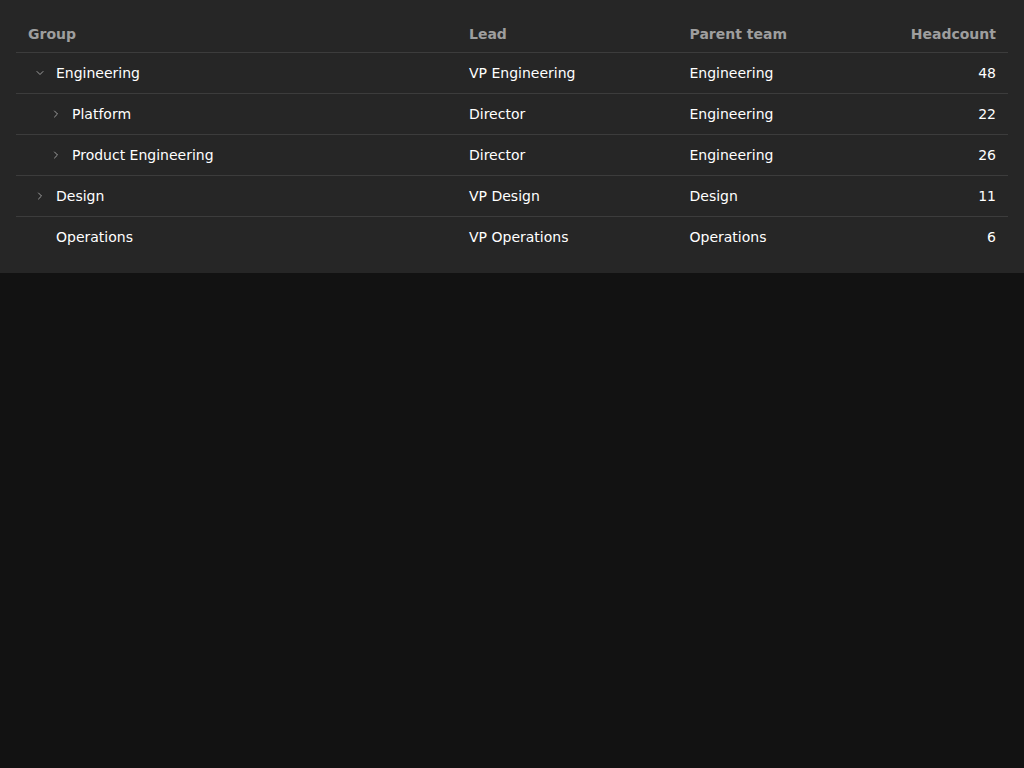 Group Lead Parent team Headcount
Engineering VP Engineering Engineering 48
Platform Director Engineering 22
Product Engineering Director Engineering 26
Design VP Design Design 11
Operations VP Operations Operations 6